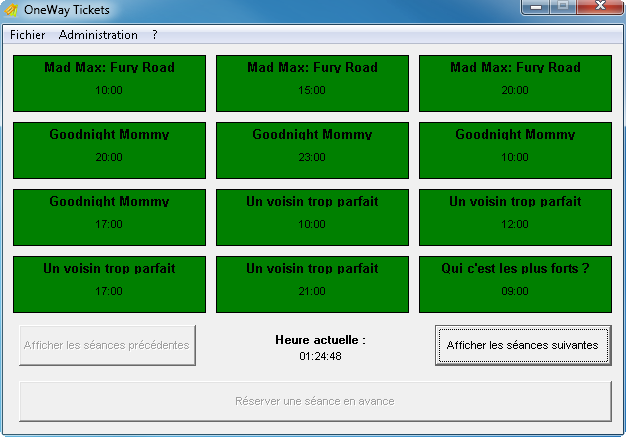 OneWay Tickets
Fichier Administration ?
Mad Max: Fury Road Mad Max: Fury Road Mad Max: Fury Road
10:00 15:00 20:00
Goodnight Mommy Goodnight Mommy Goodnight Mommy
20:00 23:00 10:00
Goodnight Mommy Un voisin trop parfait Un voisin trop parfait
17:00 10:00 12:00
Un voisin trop parfait Un voisin trop parfait Qui c'est les plus forts ?
17:00 21:00 09:00
Afficher les séances précédentes Heure actuelle : Afficher les séances suivantes
01:24:48
Réserver une séance en avance